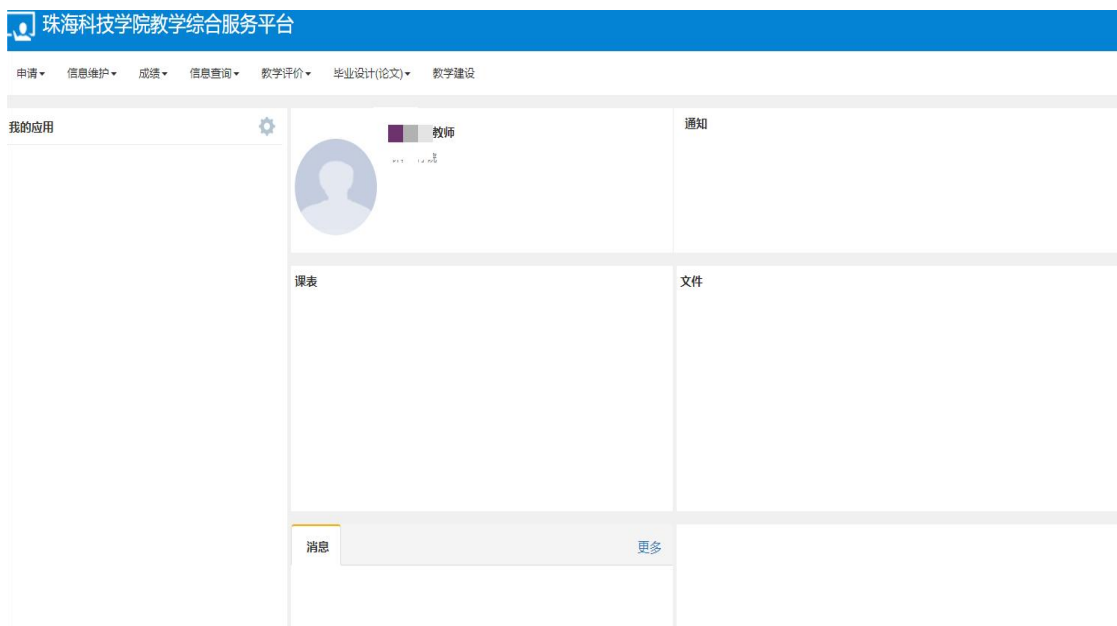 珠海科技学院教学综合服务平台
申请▾ 信息维护▾ 成绩▾ 信息查询▾ 教学评价▾ 毕业设计(论文)▾ 教学建设
我的应用
教师
通知
课表
文件
消息 更多